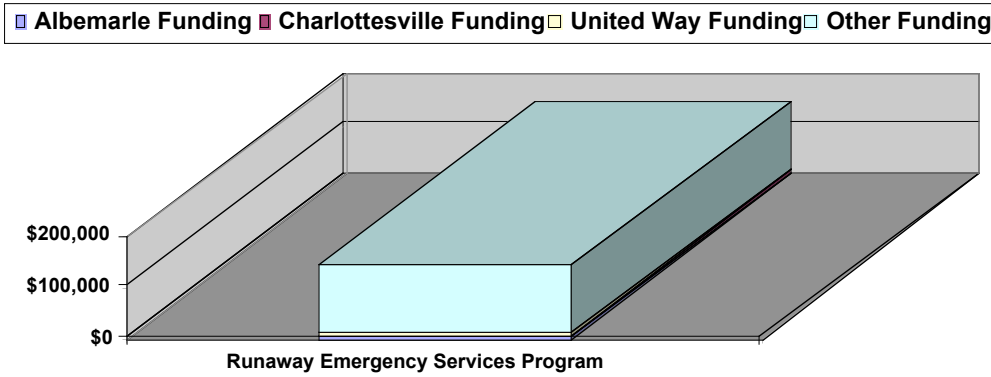 Albemarle Funding Charlottesville Funding United Way Funding Other Funding
$200,000
$100,000
$0
Runaway Emergency Services Program